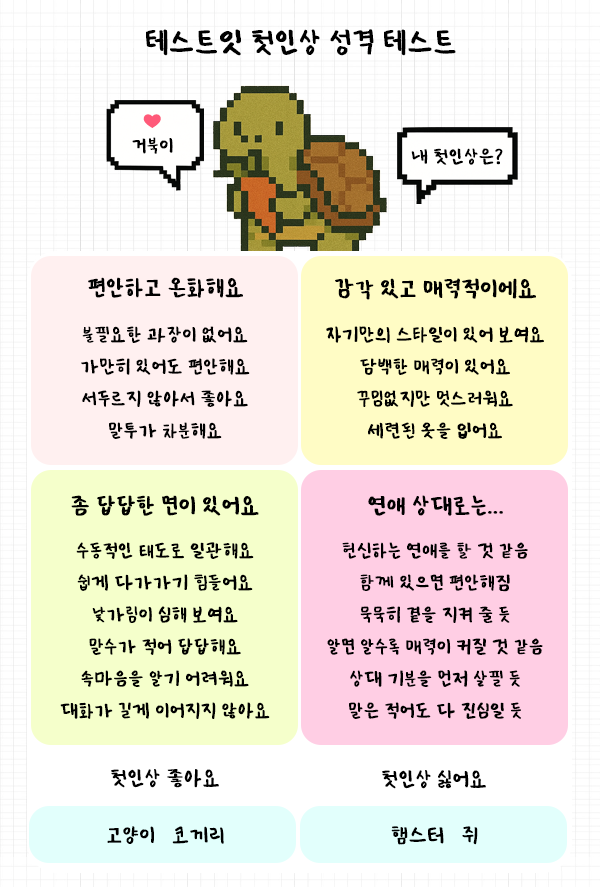 테스트잇 첫인상 성격 테스트
거북이
내 첫인상은?
편안하고 온화해요
불필요한 과장이 없어요
가만히 있어도 편안해요
서두르지 않아서 좋아요
말투가 차분해요
감각 있고 매력적이에요
자기만의 스타일이 있어 보여요
담백한 매력이 있어요
꾸밈없지만 멋스러워요
세련된 옷을 입어요
좀 답답한 면이 있어요
수동적인 태도로 일관해요
쉽게 다가가기 힘들어요
낯가림이 심해 보여요
말수가 적어 답답해요
속마음을 알기 어려워요
대화가 길게 이어지지 않아요
연애 상대로는...
헌신하는 연애를 할 것 같음
함께 있으면 편안해짐
묵묵히 곁을 지켜 줄 듯
알면 알수록 매력이 커질 것 같음
상대 기분을 먼저 살필 듯
말은 적어도 다 진심일 듯
첫인상 좋아요
첫인상 싫어요
고양이 코끼리
햄스터 쥐